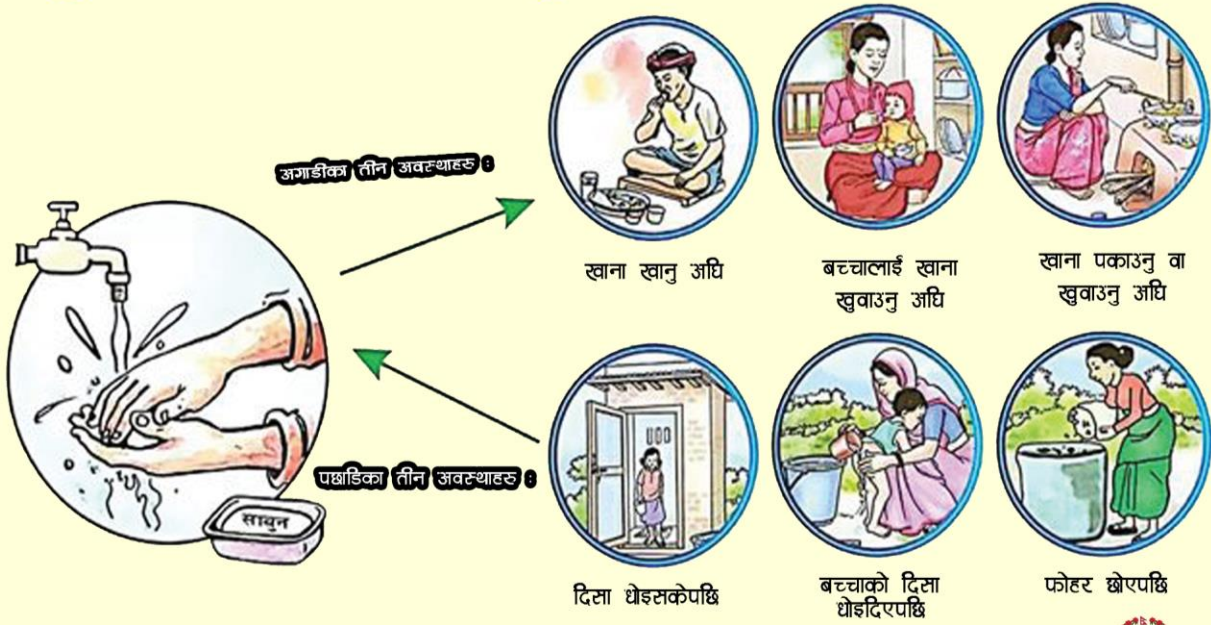 अगाडीका तीन अवस्थाहरु :
खाना खानु अघि
बच्चालाई खाना
खुवाउनु अघि
खाना पकाउनु वा
खुवाउनु अघि
साबुन
पछाडिका तीन अवस्थाहरु :
दिसा धोइसकेपछि
बच्चाको दिसा
धोइदिएपछि
फोहर छोएपछि